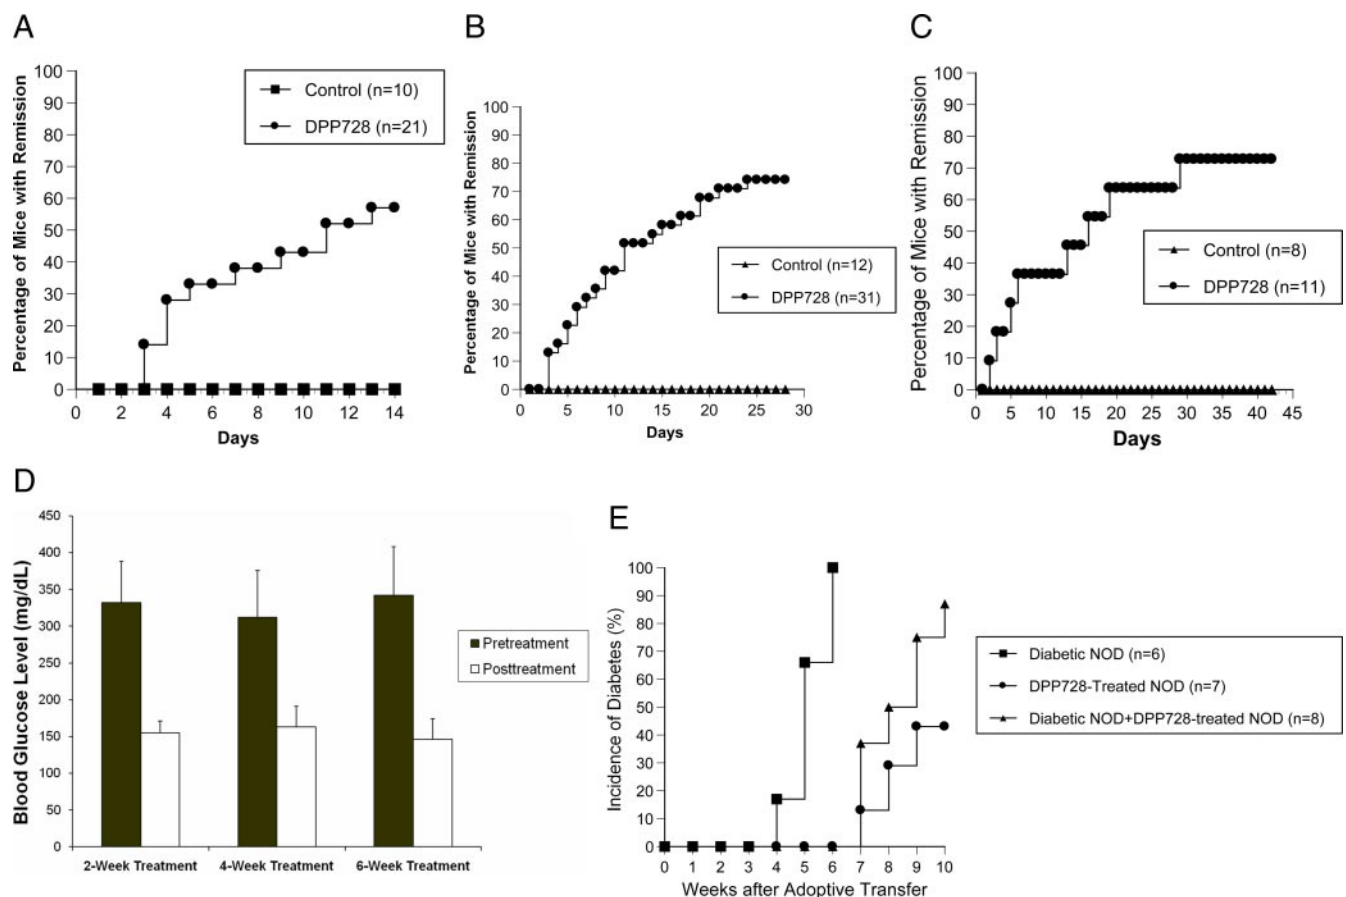 A
Percentage of Mice with Remission
100
90
80
70
60
50
40
30
20
10
0
0 2 4 6 8 10 12 14
Days
Control (n=10)
DPP728 (n=21)
B
Percentage of Mice with Remission
100
90
80
70
60
50
40
30
20
10
0
0 5 10 15 20 25 30
Days
Control (n=12)
DPP728 (n=31)
C
Percentage of Mice with Remission
100
90
80
70
60
50
40
30
20
10
0
0 5 10 15 20 25 30 35 40 45
Days
Control (n=8)
DPP728 (n=11)
D
Blood Glucose Level (mg/dL)
450
400
350
300
250
200
150
100
50
0
2-Week Treatment 4-Week Treatment 6-Week Treatment
Pretreatment
Posttreatment
E
Incidence of Diabetes (%)
100
90
80
70
60
50
40
30
20
10
0
0 1 2 3 4 5 6 7 8 9 10
Weeks after Adoptive Transfer
Diabetic NOD (n=6)
DPP728-Treated NOD (n=7)
Diabetic NOD+DPP728-treated NOD (n=8)